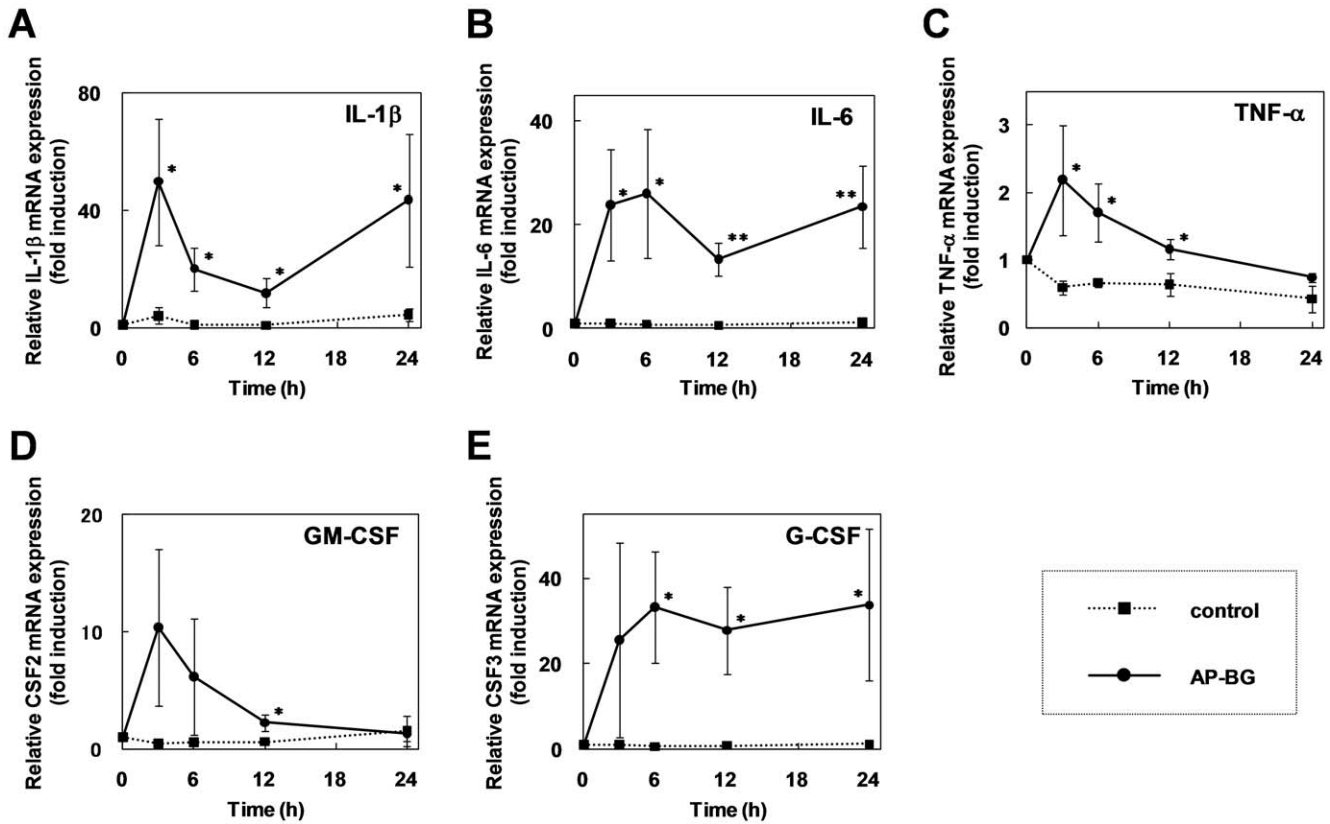 A
Relative IL-1β mRNA expression
(fold induction)
80
40
0
IL-1β
*
*
*
*
0 6 12 18 24
Time (h)
B
Relative IL-6 mRNA expression
(fold induction)
40
20
0
IL-6
*
*
**
**
0 6 12 18 24
Time (h)
C
Relative TNF-α mRNA expression
(fold induction)
3
2
1
0
TNF-α
*
*
*
0 6 12 18 24
Time (h)
D
Relative CSF2 mRNA expression
(fold induction)
20
10
0
GM-CSF
*
0 6 12 18 24
Time (h)
E
Relative CSF3 mRNA expression
(fold induction)
40
20
0
G-CSF
*
*
*
0 6 12 18 24
Time (h)
control
AP-BG